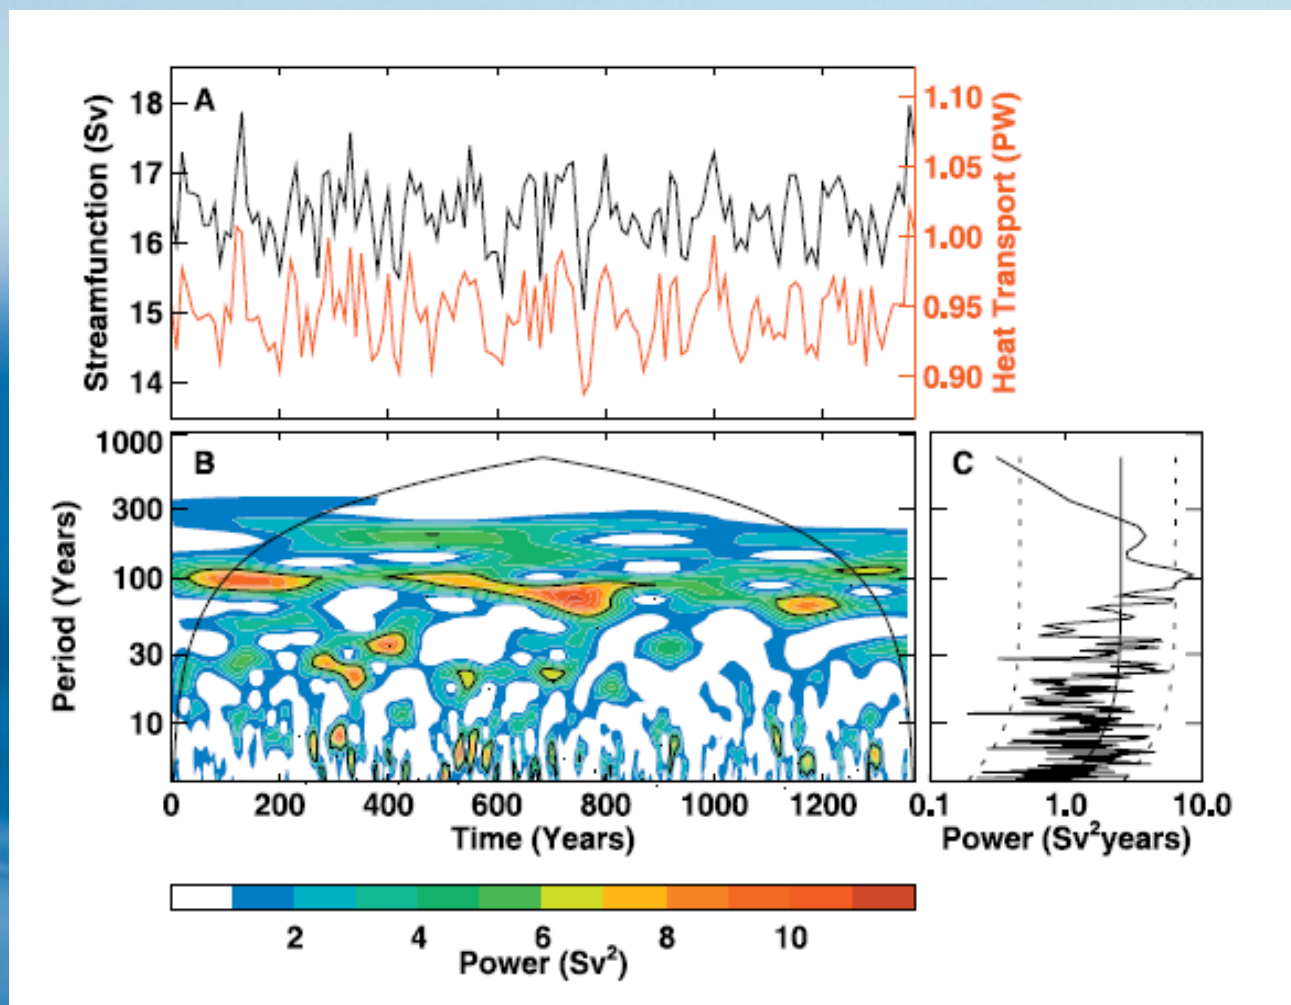 A
18
17
16
15
14
Streamfunction (Sv)
1.10
1.05
1.00
0.95
0.90
Heat Transport (PW)
B
1000
300
100
30
10
Period (Years)
0 200 400 600 800 1000 1200
Time (Years)
C
0.1 1.0 10.0
Power (Sv²years)
2 4 6 8 10
Power (Sv²)